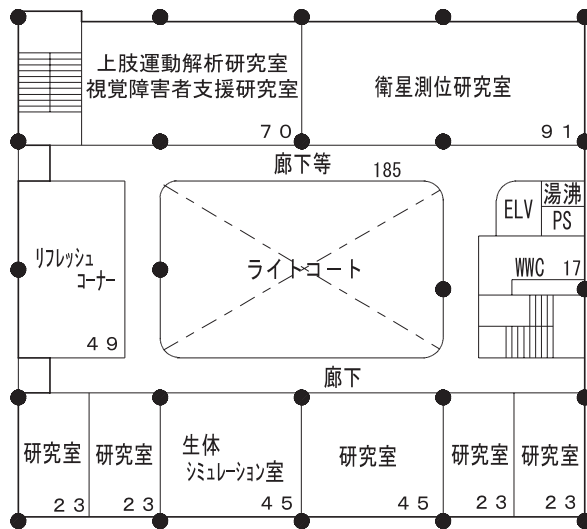 上肢運動解析研究室
視覚障害者支援研究室
７０
衛星測位研究室
９１
廊下等
185
ELV
湯沸
PS
リフレッシュ
コーナー
４９
ライトコート
WWC 17
廊下
研究室
２３
研究室
２３
生体
シミュレーション室
４５
研究室
４５
研究室
２３
研究室
２３